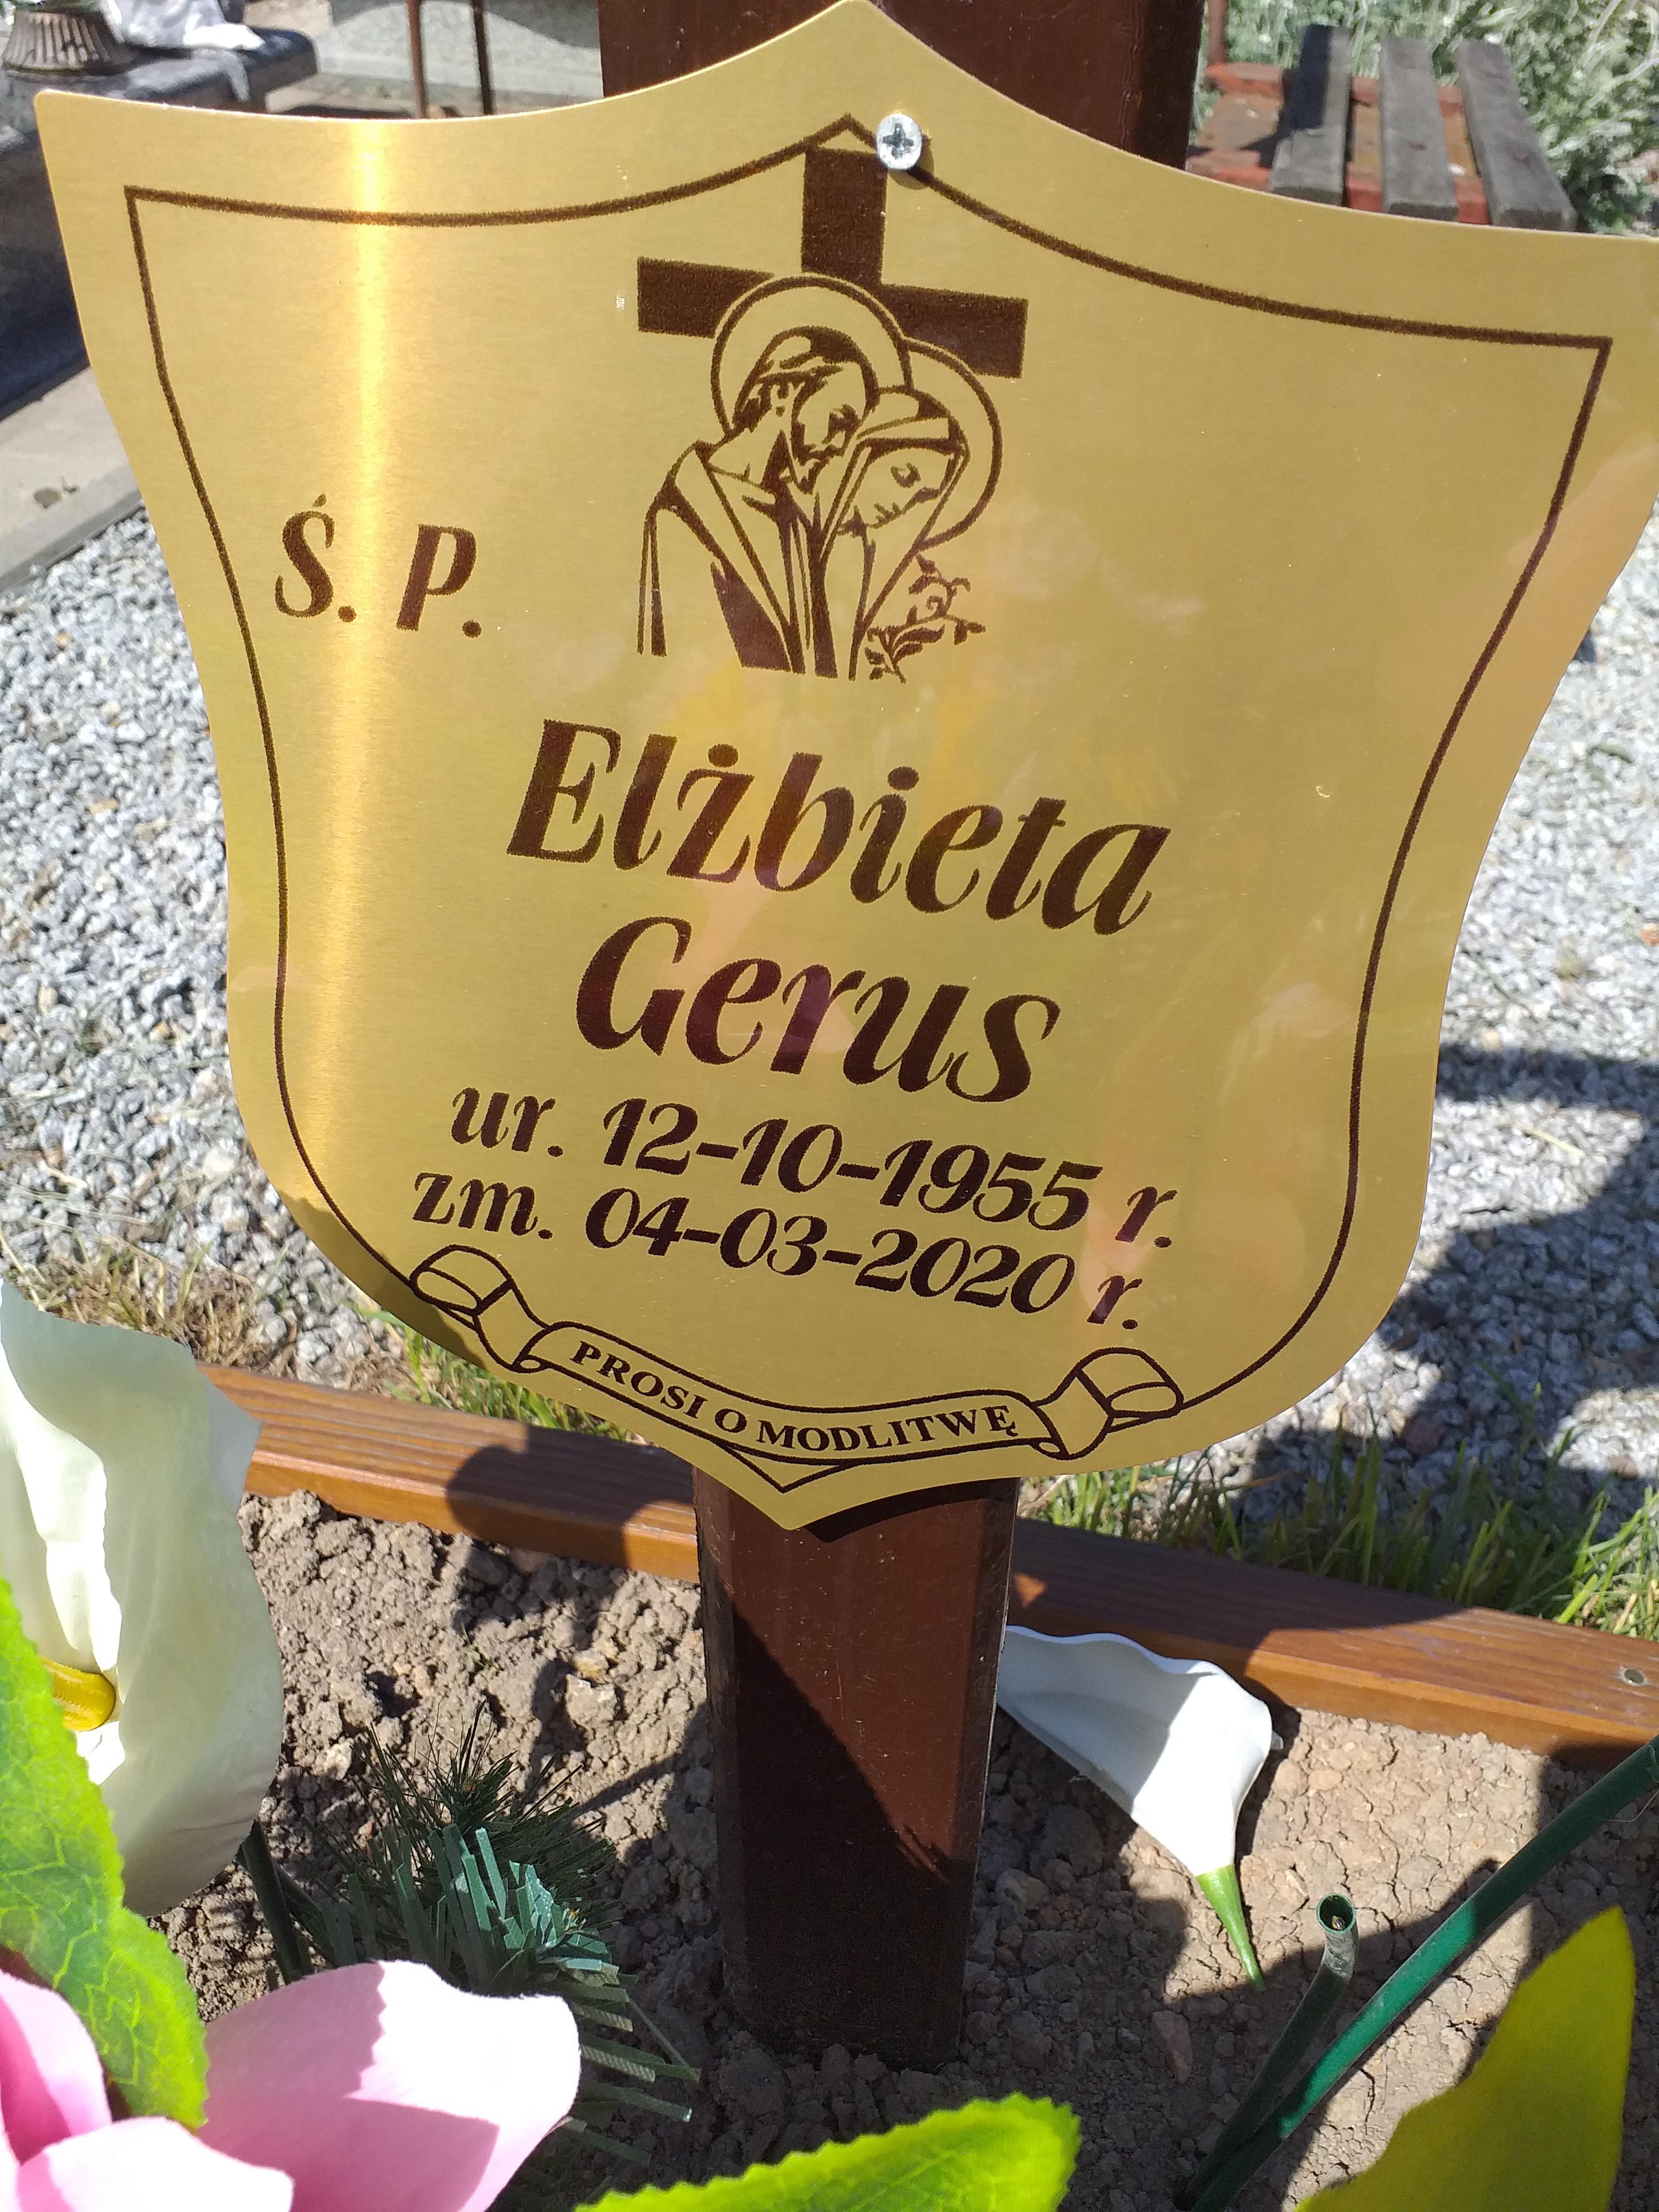 Ś. P.
Elżbieta
Gerus
ur. 12-10-1955 r.
zm. 04-03-2020 r.
PROSI O MODLITWĘ